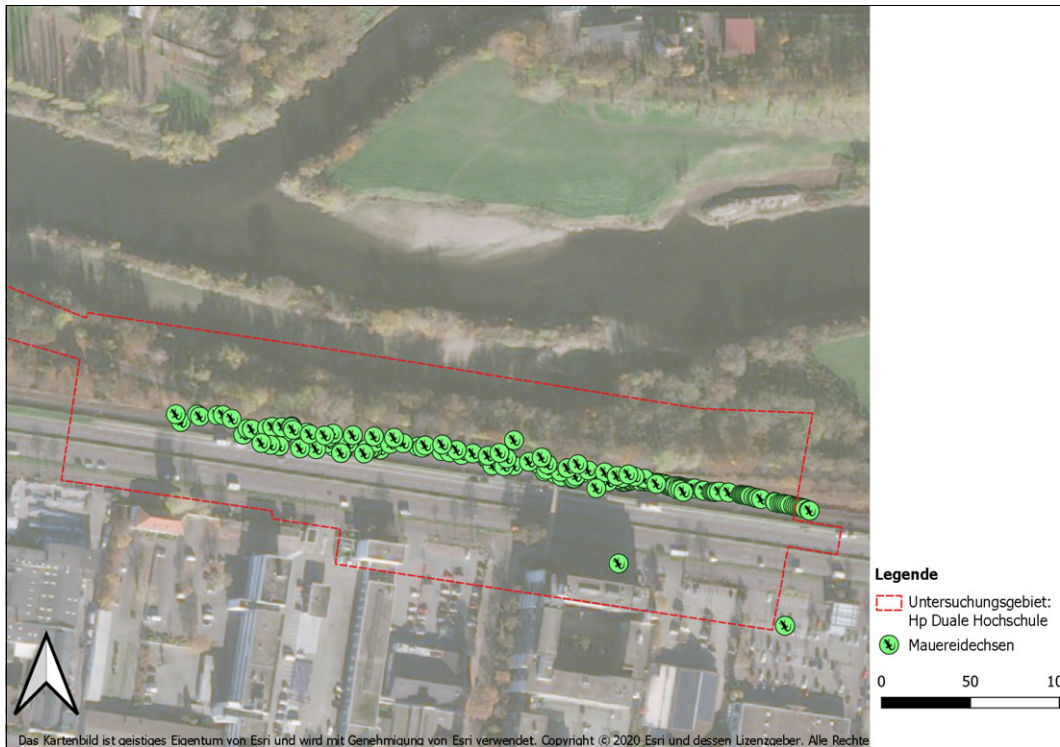 Legende
Untersuchungsgebiet:
Hp Duale Hochschule
Mauereidechsen
0 50 10
Das Kartenbild ist geistiges Eigentum von Esri und wird mit Genehmigung von Esri verwendet. Copyright © 2020 Esri und dessen Lizenzgeber. Alle Rechte